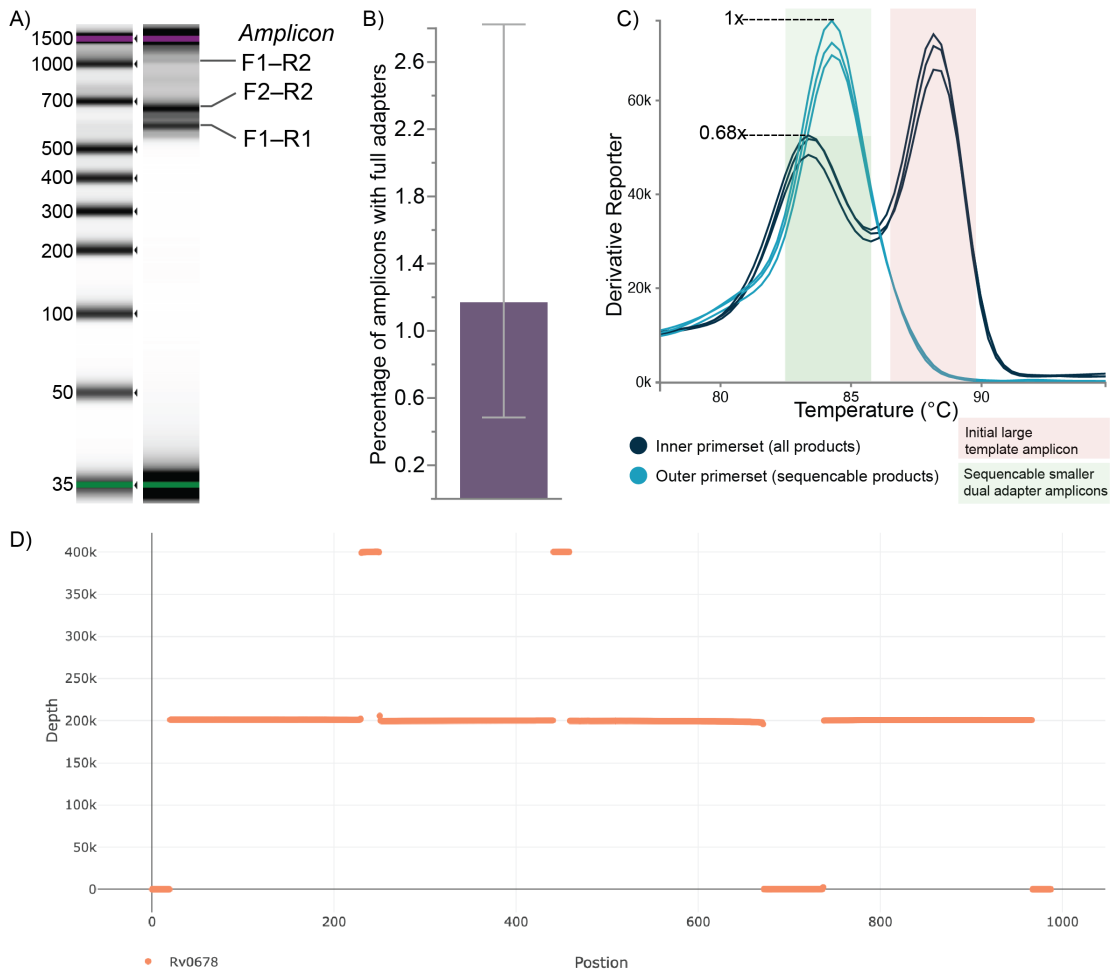 A)
Amplicon
1500
1000
700
500
400
300
200
100
50
35
F1–R2
F2–R2
F1–R1
B)
Percentage of amplicons with full adapters
2.6
2.2
1.8
1.4
1.0
0.6
0.2
C)
1x
0.68x
Derivative Reporter
60k
40k
20k
0k
80
85
90
Temperature (°C)
Inner primerset (all products)
Outer primerset (sequencable products)
Initial large
template amplicon
Sequencable smaller
dual adapter amplicons
D)
400k
350k
300k
250k
200k
150k
100k
50k
0
Depth
0
200
400
600
800
1000
Rv0678
Postion